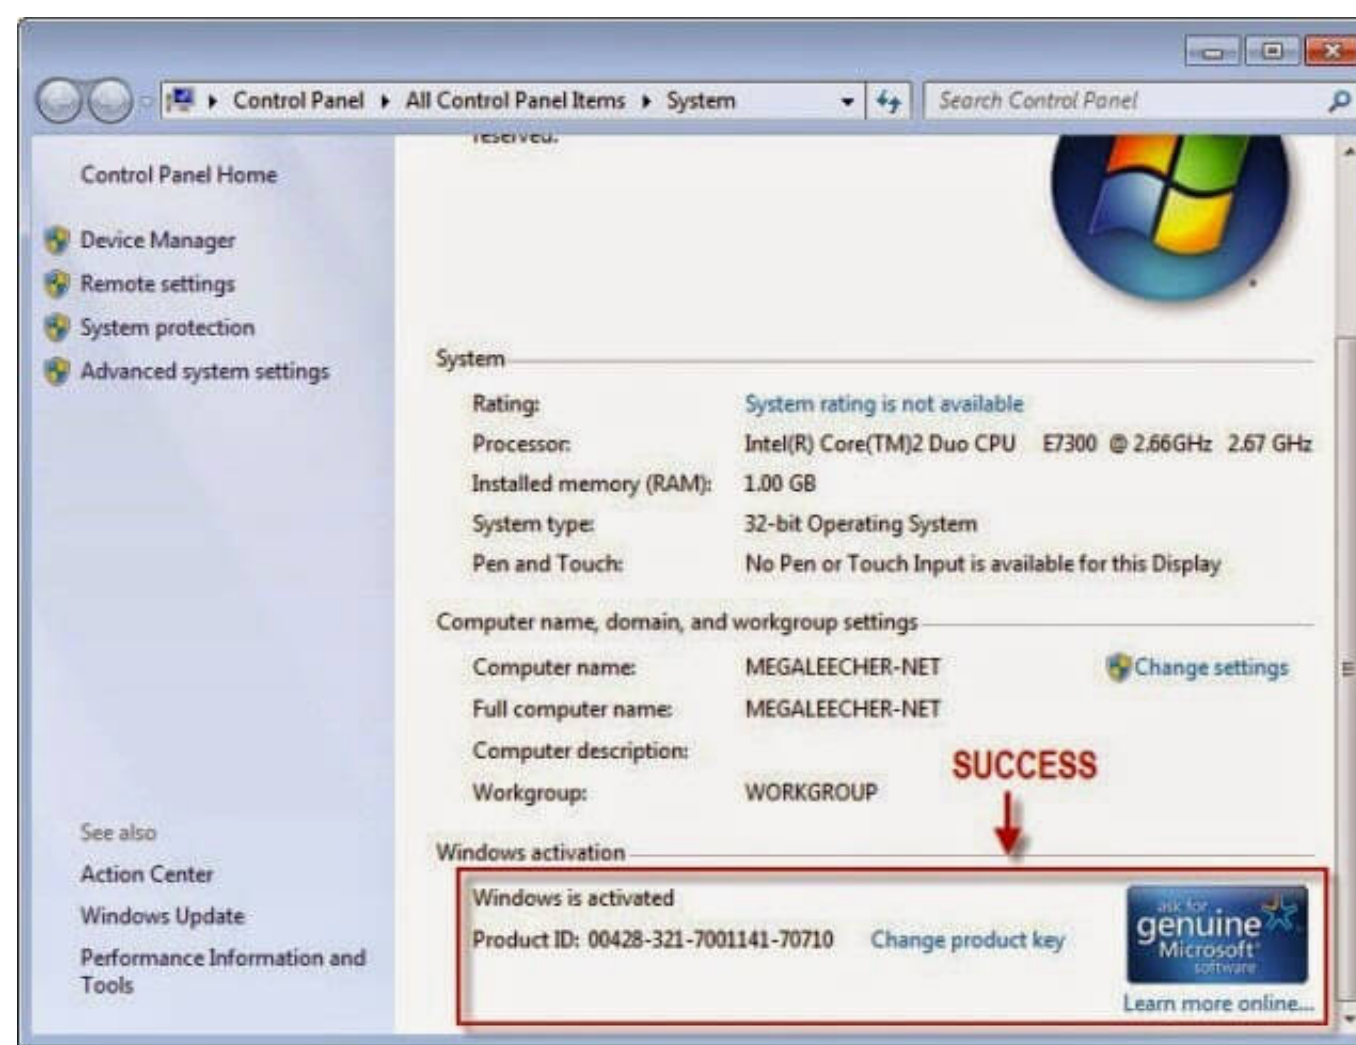 Control Panel ▸ All Control Panel Items ▸ System
Search Control Panel
reserved.
Control Panel Home
Device Manager
Remote settings
System protection
Advanced system settings
System
Rating: System rating is not available
Processor: Intel(R) Core(TM)2 Duo CPU E7300 @ 2.66GHz 2.67 GHz
Installed memory (RAM): 1.00 GB
System type: 32-bit Operating System
Pen and Touch: No Pen or Touch Input is available for this Display
Computer name, domain, and workgroup settings
Computer name: MEGALEECHER-NET
Change settings
Full computer name: MEGALEECHER-NET
Computer description:
Workgroup: WORKGROUP
SUCCESS
Windows activation
Windows is activated
Product ID: 00428-321-7001141-70710 Change product key
ask for
genuine
Microsoft
software
Learn more online...
See also
Action Center
Windows Update
Performance Information and
Tools